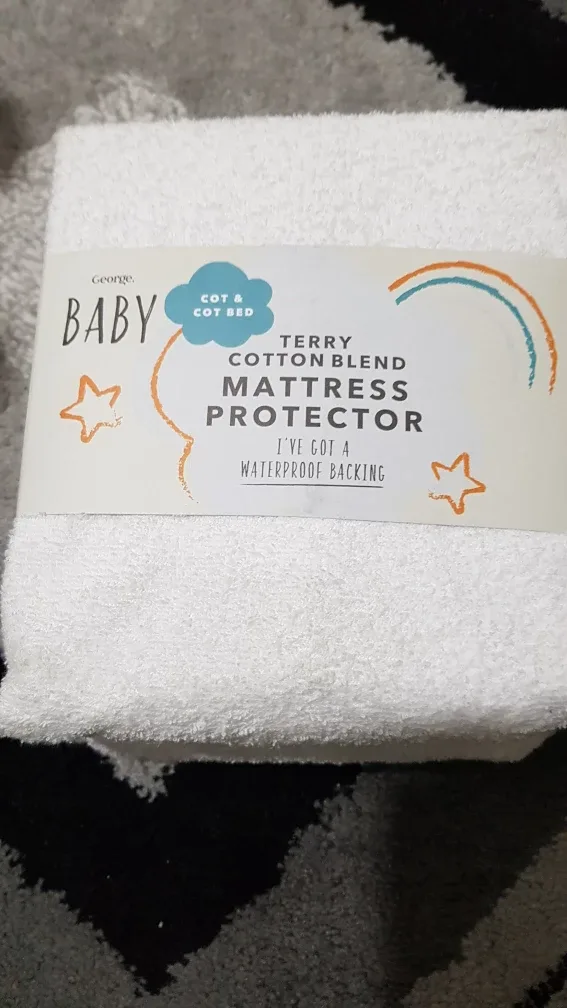 George.
BABY
COT &
COT BED
TERRY
COTTON BLEND
MATTRESS
PROTECTOR
I'VE GOT A
WATERPROOF BACKING